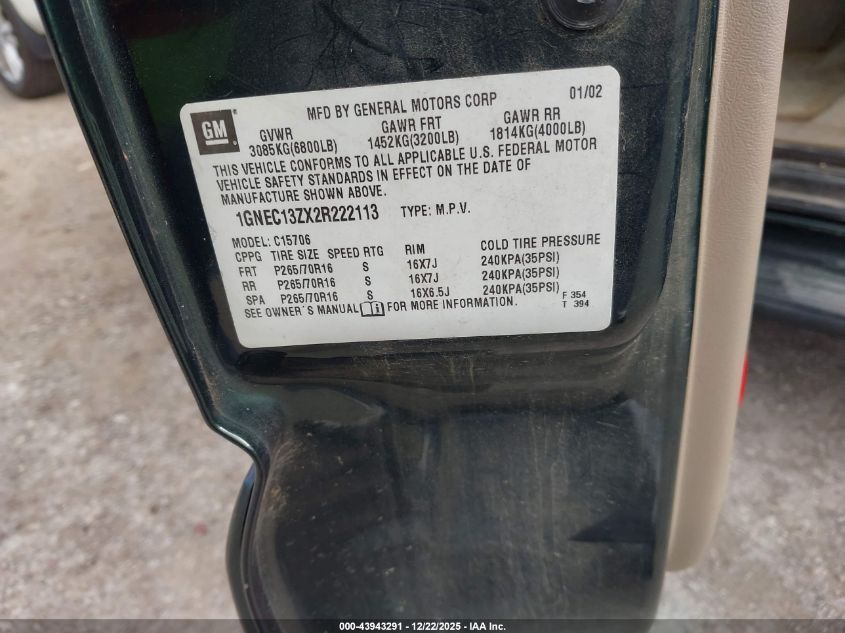 MFD BY GENERAL MOTORS CORP 01/02
GM
GVWR GAWR FRT GAWR RR
3085KG(6800LB) 1452KG(3200LB) 1814KG(4000LB)
THIS VEHICLE CONFORMS TO ALL APPLICABLE U.S. FEDERAL MOTOR
VEHICLE SAFETY STANDARDS IN EFFECT ON THE DATE OF
MANUFACTURE SHOWN ABOVE.
1GNEC13ZX2R222113 TYPE: M.P.V.
MODEL: C15706
CPPG TIRE SIZE SPEED RTG RIM COLD TIRE PRESSURE
FRT P265/70R16 S 16X7J 240KPA(35PSI)
RR P265/70R16 S 16X7J 240KPA(35PSI)
SPA P265/70R16 S 16X6.5J 240KPA(35PSI)
SEE OWNER'S MANUAL FOR MORE INFORMATION.
F 354
T 394
000-43943291 - 12/22/2025 - IAA Inc.